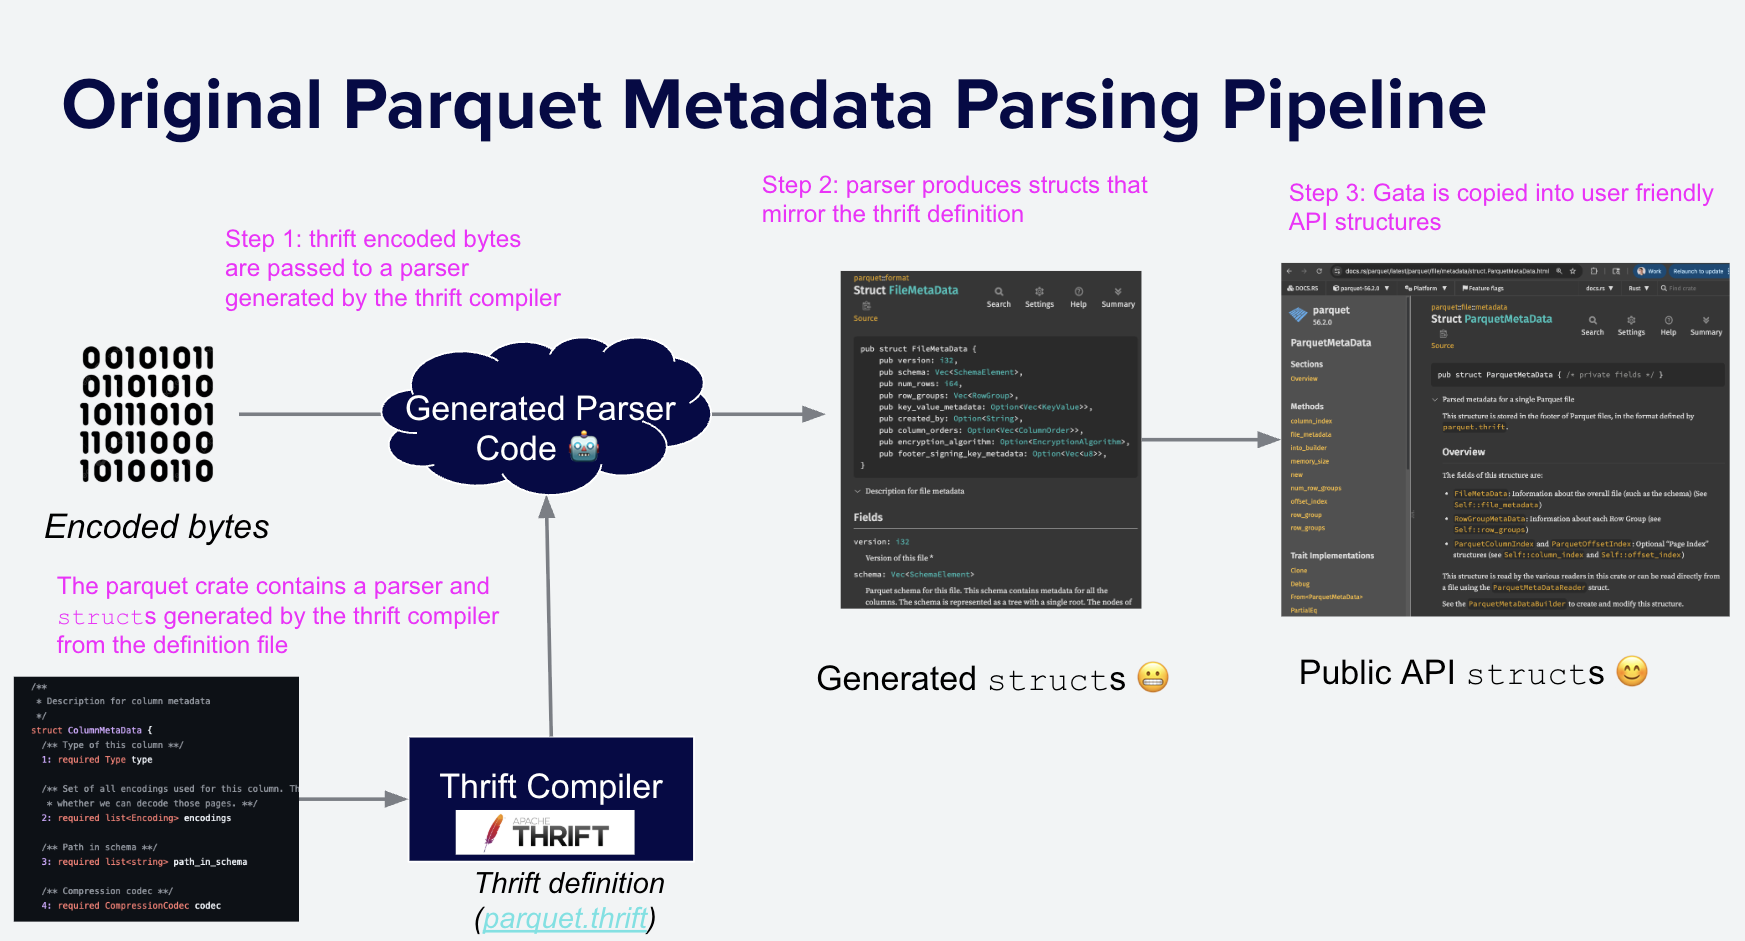 Original Parquet Metadata Parsing Pipeline
Step 1: thrift encoded bytes
are passed to a parser
generated by the thrift compiler
Step 2: parser produces structs that
mirror the thrift definition
Step 3: Gata is copied into user friendly
API structures
00101011
01101010
101110101
11011000
10100110
Encoded bytes
Generated Parser
Code
The parquet crate contains a parser and
structs generated by the thrift compiler
from the definition file
/**
* Description for column metadata
*/
struct ColumnMetaData {
/** Type of this column **/
1: required Type type
/** Set of all encodings used for this column. Th
* whether we can decode those pages. **/
2: required list<Encoding> encodings
/** Path in schema **/
3: required list<string> path_in_schema
/** Compression codec **/
4: required CompressionCodec codec
Thrift Compiler
APACHE
THRIFT
Thrift definition
(parquet.thrift)
parquet::format
Struct FileMetaData
Search Settings Help Summary
Source
pub struct FileMetaData {
pub version: i32,
pub schema: Vec<SchemaElement>,
pub num_rows: i64,
pub row_groups: Vec<RowGroup>,
pub key_value_metadata: Option<Vec<KeyValue>>,
pub created_by: Option<String>,
pub column_orders: Option<Vec<ColumnOrder>>,
pub encryption_algorithm: Option<EncryptionAlgorithm>,
pub footer_signing_key_metadata: Option<Vec<u8>>,
}
Description for file metadata
Fields
version: i32
Version of this file *
schema: Vec<SchemaElement>
Parquet schema for this file. This schema contains metadata for all the
columns. The schema is represented as a tree with a single root. The nodes of
Generated structs
docs.rs/parquet/latest/parquet/file/metadata/struct.ParquetMetaData.html
Work
Relaunch to update
DOCS.RS parquet-56.2.0 Platform Feature flags docs.rs Rust Find crate
parquet
56.2.0
ParquetMetaData
Sections
Overview
Methods
column_index
file_metadata
into_builder
memory_size
new
num_row_groups
offset_index
row_group
row_groups
Trait Implementations
Clone
Debug
From<ParquetMetaData>
PartialEq
parquet::file::metadata
Struct ParquetMetaData
Search Settings Help Summary
Source
pub struct ParquetMetaData { /* private fields */ }
Parsed metadata for a single Parquet file
This structure is stored in the footer of Parquet files, in the format defined by
parquet.thrift.
Overview
The fields of this structure are:
FileMetaData: Information about the overall file (such as the schema) (See
Self::file_metadata)
RowGroupMetaData: Information about each Row Group (see
Self::row_groups)
ParquetColumnIndex and ParquetOffsetIndex: Optional "Page Index"
structures (see Self::column_index and Self::offset_index)
This structure is read by the various readers in this crate or can be read directly from
a file using the ParquetMetaDataReader struct.
See the ParquetMetaDataBuilder to create and modify this structure.
Public API structs